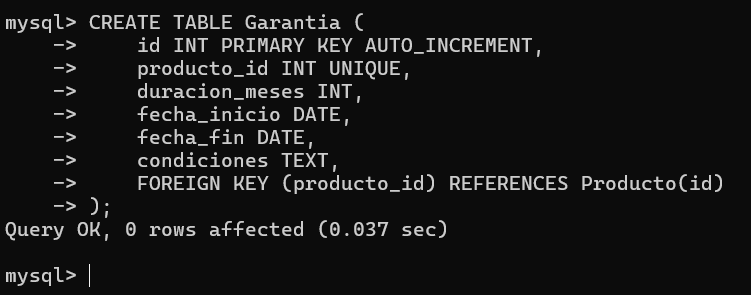 mysql> CREATE TABLE Garantia (
    ->     id INT PRIMARY KEY AUTO_INCREMENT,
    ->     producto_id INT UNIQUE,
    ->     duracion_meses INT,
    ->     fecha_inicio DATE,
    ->     fecha_fin DATE,
    ->     condiciones TEXT,
    ->     FOREIGN KEY (producto_id) REFERENCES Producto(id)
    -> );
Query OK, 0 rows affected (0.037 sec)
mysql>